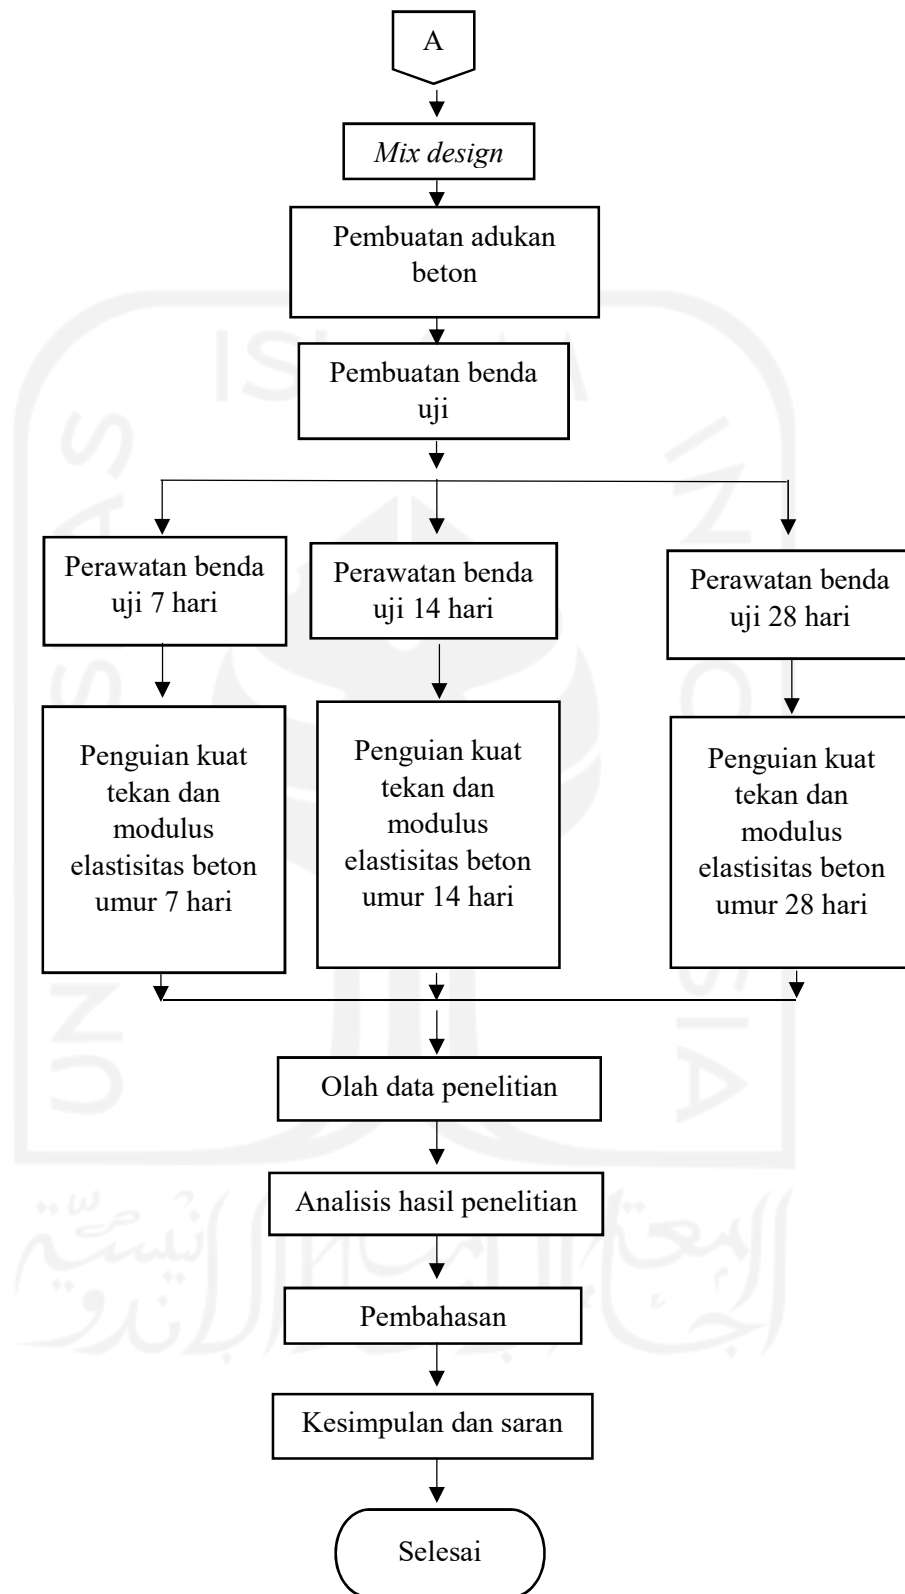 A
Mix design
Pembuatan adukan
beton
Pembuatan benda
uji
Perawatan benda
uji 7 hari
Perawatan benda
uji 14 hari
Perawatan benda
uji 28 hari
Penguian kuat
tekan dan
modulus
elastisitas beton
umur 7 hari
Penguian kuat
tekan dan
modulus
elastisitas beton
umur 14 hari
Penguian kuat
tekan dan
modulus
elastisitas beton
umur 28 hari
Olah data penelitian
Analisis hasil penelitian
Pembahasan
Kesimpulan dan saran
Selesai